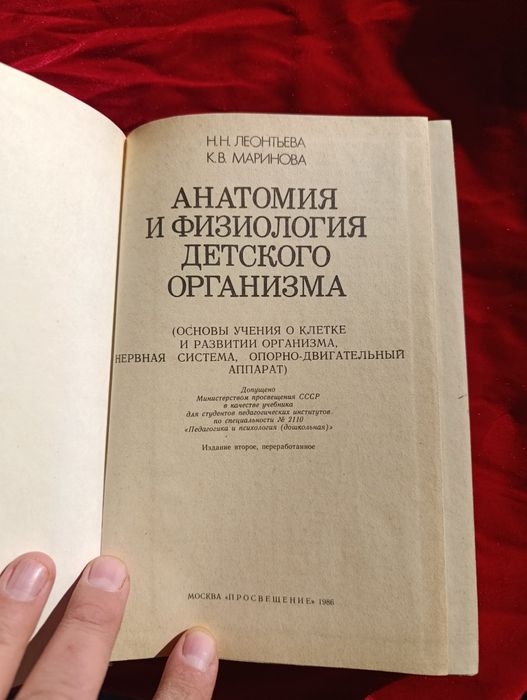 Н.Н. ЛЕОНТЬЕВА
К.В. МАРИНОВА
АНАТОМИЯ
И ФИЗИОЛОГИЯ
ДЕТСКОГО
ОРГАНИЗМА
(ОСНОВЫ УЧЕНИЯ О КЛЕТКЕ
И РАЗВИТИИ ОРГАНИЗМА,
НЕРВНАЯ СИСТЕМА, ОПОРНО-ДВИГАТЕЛЬНЫЙ
АППАРАТ)
Допущено
Министерством просвещения СССР
в качестве учебника
для студентов педагогических институтов
по специальности № 2110
«Педагогика и психология (дошкольная)»
Издание второе, переработанное
МОСКВА «ПРОСВЕЩЕНИЕ» 1986